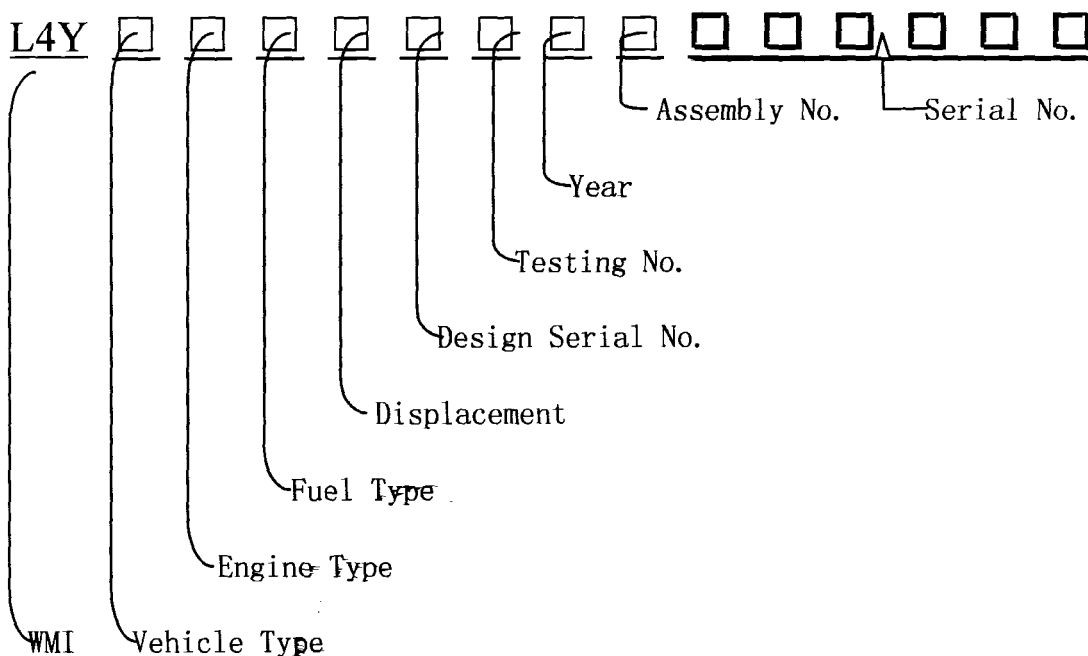 L4Y
Assembly No. Serial No.
Year
Testing No.
Design Serial No.
Displacement
Fuel Type
Engine Type
WMI Vehicle Type